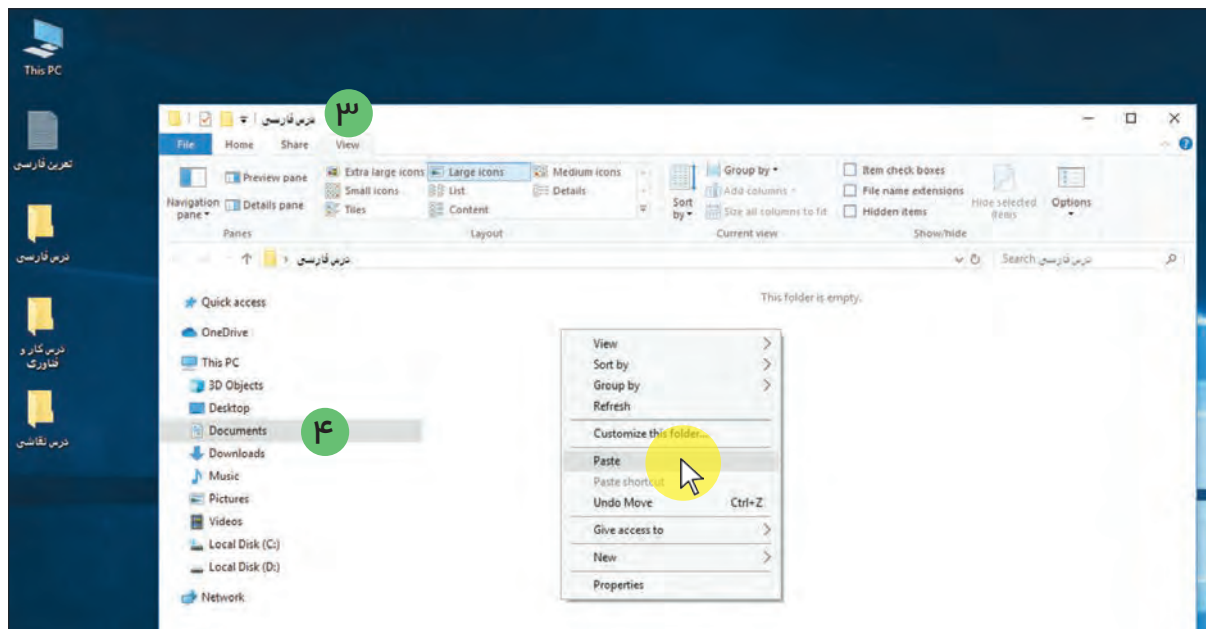 This PC
تمرین فارسی
درس فارسی
درس کار و
فناوری
درس نقاشی
درس فارسی
۳
File Home Share View
Navigation
pane
Preview pane
Details pane
Extra large icons Large icons Medium icons
Small icons List Details
Tiles Content
Sort
by
Group by
Add columns
Size all columns to fit
Item check boxes
File name extensions
Hidden items
Hide selected
items
Options
Panes Layout Current view Show/hide
درس فارسی
Search درس فارسی
Quick access
OneDrive
This PC
3D Objects
Desktop
Documents
۴
Downloads
Music
Pictures
Videos
Local Disk (C:)
Local Disk (D:)
Network
This folder is empty.
View
Sort by
Group by
Refresh
Customize this folder...
Paste
Paste shortcut
Undo Move Ctrl+Z
Give access to
New
Properties